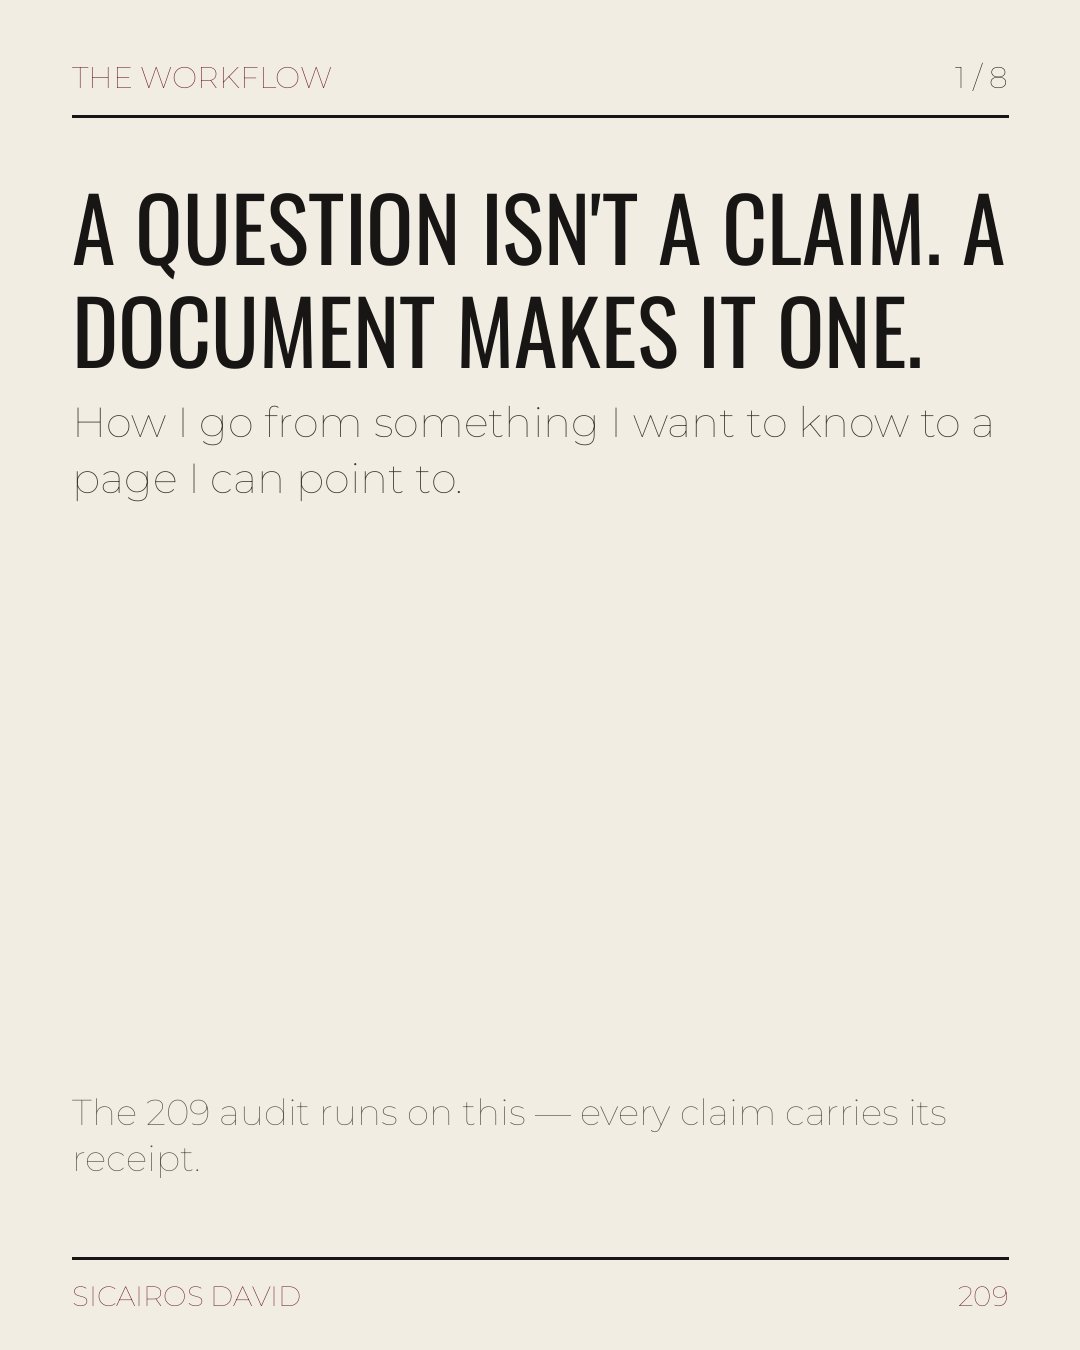 THE WORKFLOW
1 / 8
A QUESTION ISN'T A CLAIM. A
DOCUMENT MAKES IT ONE.
How I go from something I want to know to a
page I can point to.
The 209 audit runs on this — every claim carries its
receipt.
SICAIROS DAVID
209